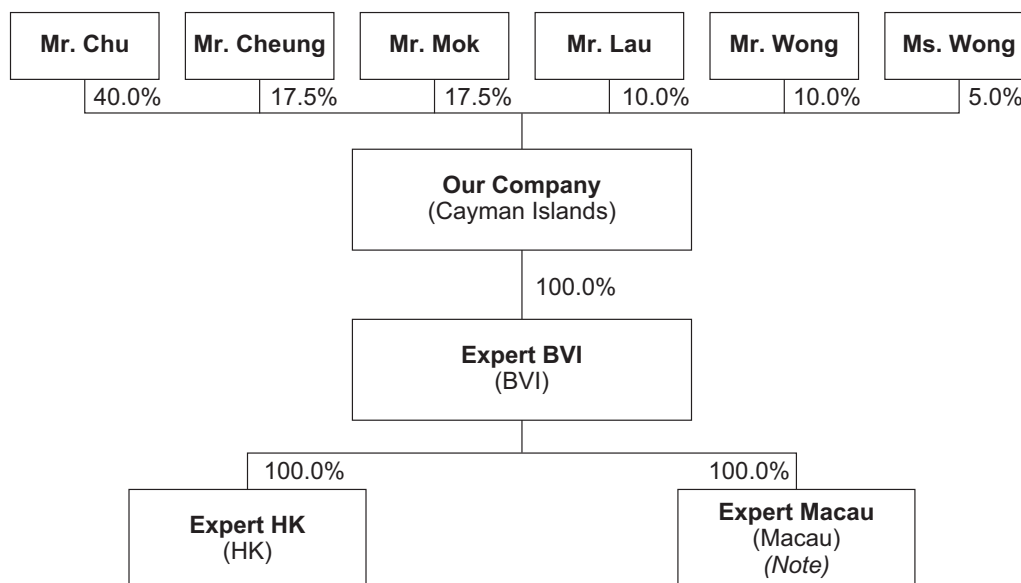 Mr. Chu
Mr. Cheung
Mr. Mok
Mr. Lau
Mr. Wong
Ms. Wong
40.0%
17.5%
17.5%
10.0%
10.0%
5.0%
Our Company
(Cayman Islands)
100.0%
Expert BVI
(BVI)
100.0%
100.0%
Expert HK
(HK)
Expert Macau
(Macau)
(Note)